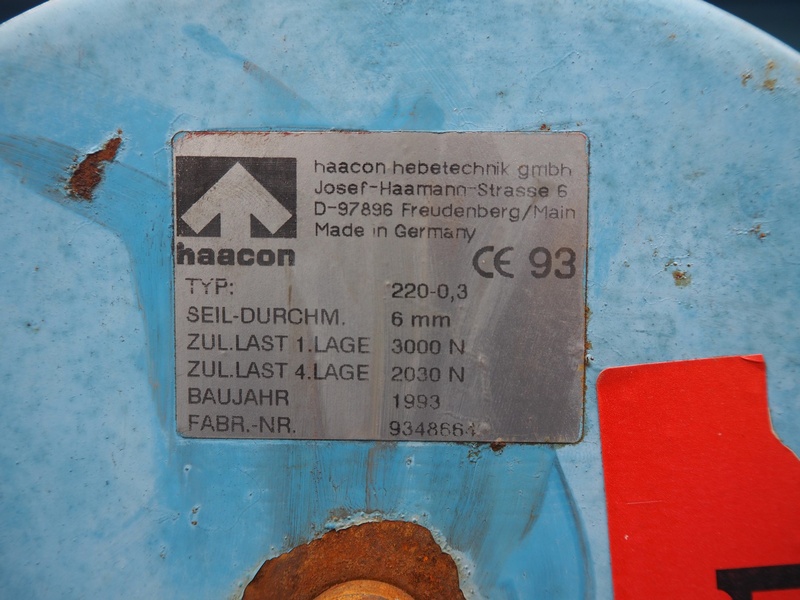 haacon hebetechnik gmbh
Josef-Haamann-Strasse 6
D-97896 Freudenberg/Main
Made in Germany
haacon
CE 93
TYP: 220-0,3
SEIL-DURCHM. 6 mm
ZUL.LAST 1.LAGE 3000 N
ZUL.LAST 4.LAGE 2030 N
BAUJAHR 1993
FABR.-NR. 9348664